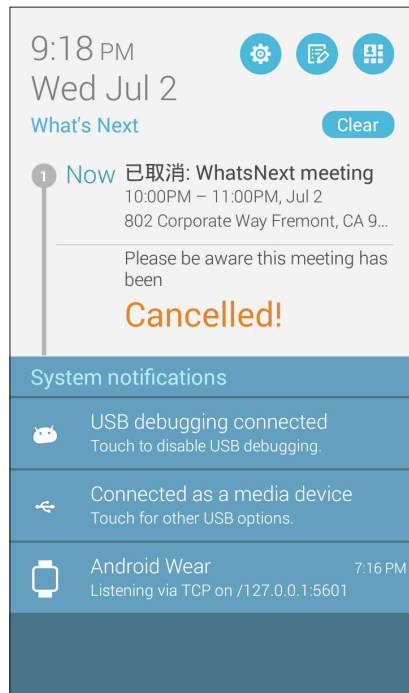 9:18 PM
Wed Jul 2
What's Next
Clear
1
Now
已取消: WhatsNext meeting
10:00PM – 11:00PM, Jul 2
802 Corporate Way Fremont, CA 9...
Please be aware this meeting has
been
Cancelled!
System notifications
USB debugging connected
Touch to disable USB debugging.
Connected as a media device
Touch for other USB options.
Android Wear
7:16 PM
Listening via TCP on /127.0.0.1:5601